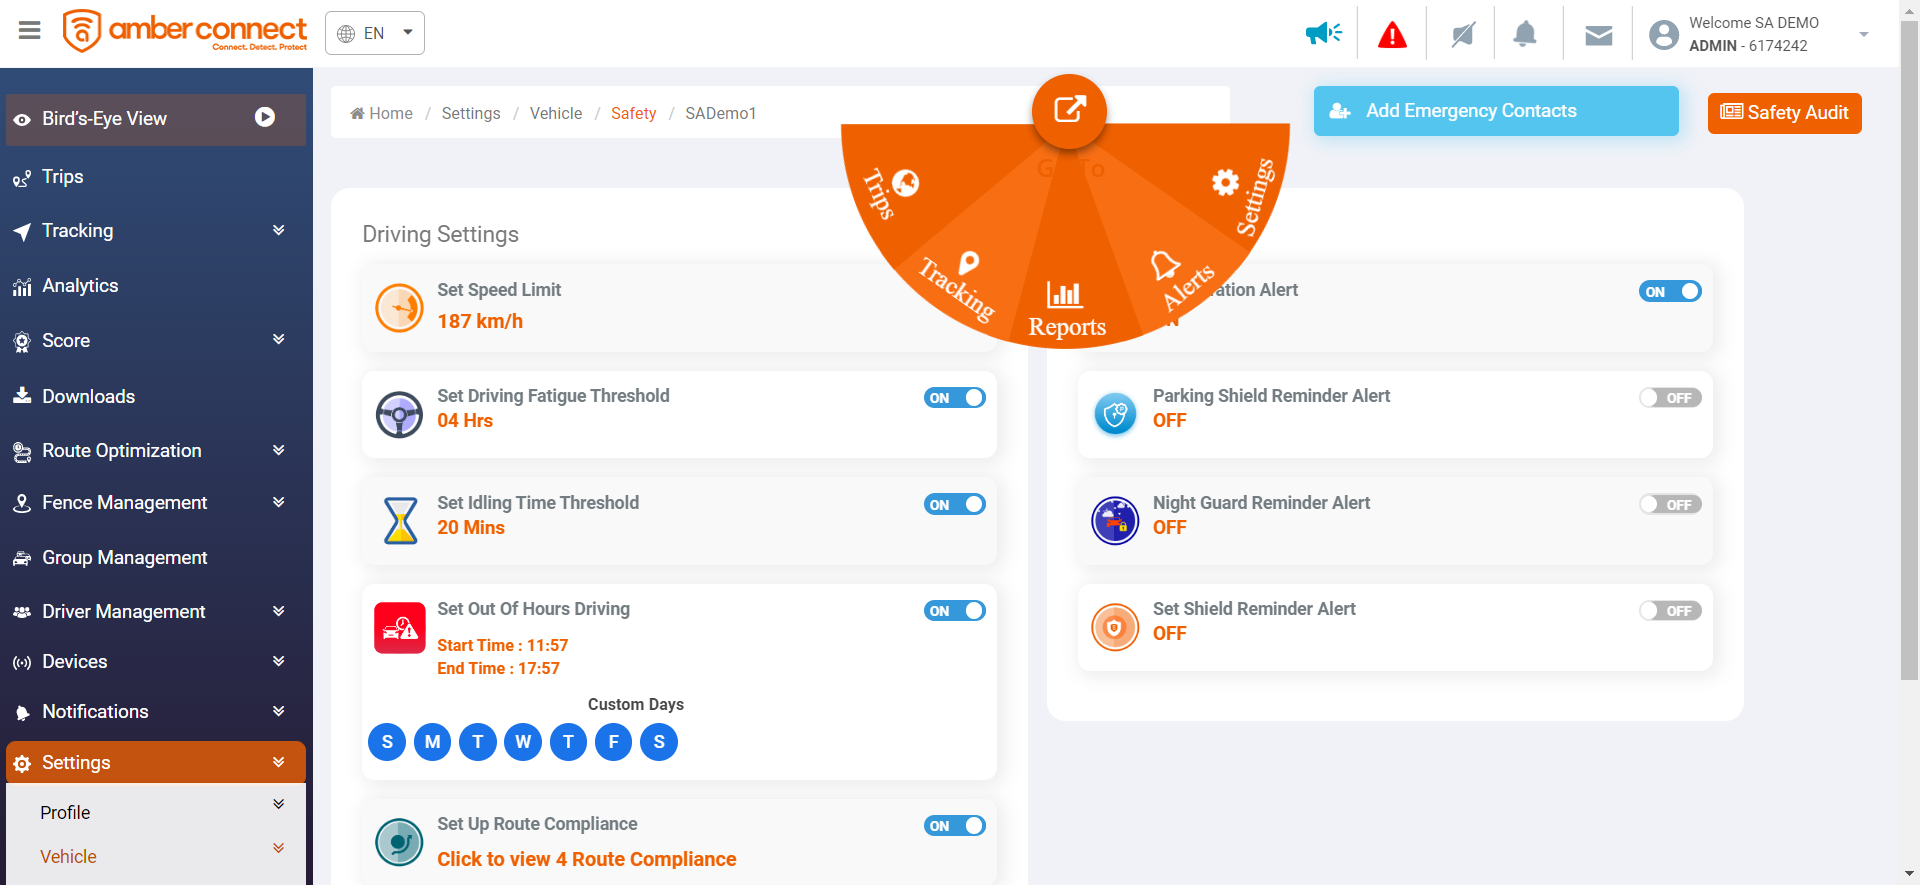 amber connect
Connect. Detect. Protect
EN
Welcome SA DEMO
ADMIN - 6174242
Bird's-Eye View
Trips
Tracking
Analytics
Score
Downloads
Route Optimization
Fence Management
Group Management
Driver Management
Devices
Notifications
Settings
Profile
Vehicle
Home / Settings / Vehicle / Safety / SADemo1
Add Emergency Contacts
Safety Audit
Trips
Tracking
Reports
Alerts
Settings
Driving Settings
Set Speed Limit
187 km/h
Set Driving Fatigue Threshold
04 Hrs
ON
Set Idling Time Threshold
20 Mins
ON
Set Out Of Hours Driving
ON
Start Time : 11:57
End Time : 17:57
Custom Days
S M T W T F S
Set Up Route Compliance
ON
Click to view 4 Route Compliance
Alert
ON
Parking Shield Reminder Alert
OFF
OFF
Night Guard Reminder Alert
OFF
OFF
Set Shield Reminder Alert
OFF
OFF